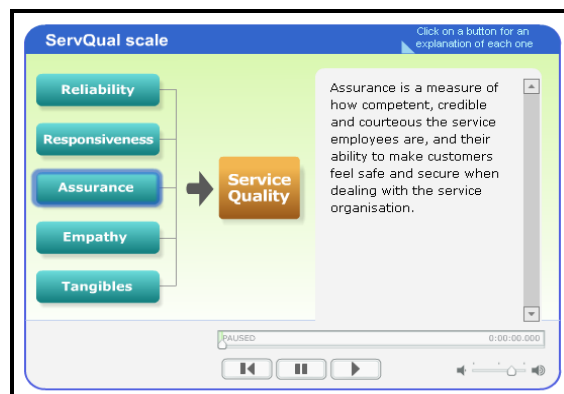 ServQual scale
Click on a button for an
explanation of each one
Reliability
Responsiveness
Assurance
Empathy
Tangibles
Service
Quality
Assurance is a measure of
how competent, credible
and courteous the service
employees are, and their
ability to make customers
feel safe and secure when
dealing with the service
organisation.
PAUSED
0:00:00.000